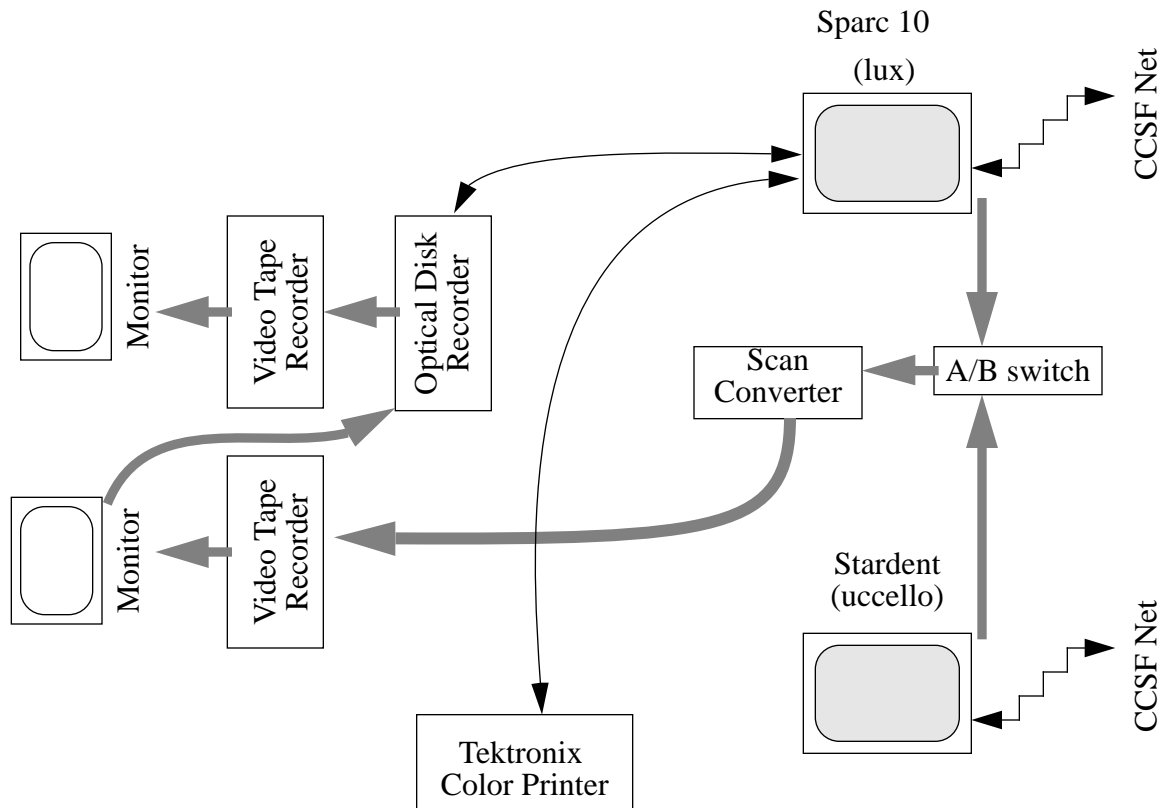 Sparc 10
(lux)
CCSF Net
Monitor
Video Tape
Recorder
Optical Disk
Recorder
Scan
Converter
A/B switch
Monitor
Video Tape
Recorder
Stardent
(uccello)
CCSF Net
Tektronix
Color Printer